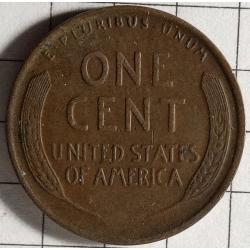 E·PLURIBUS·UNUM
ONE
CENT
UNITED STATES
OF AMERICA